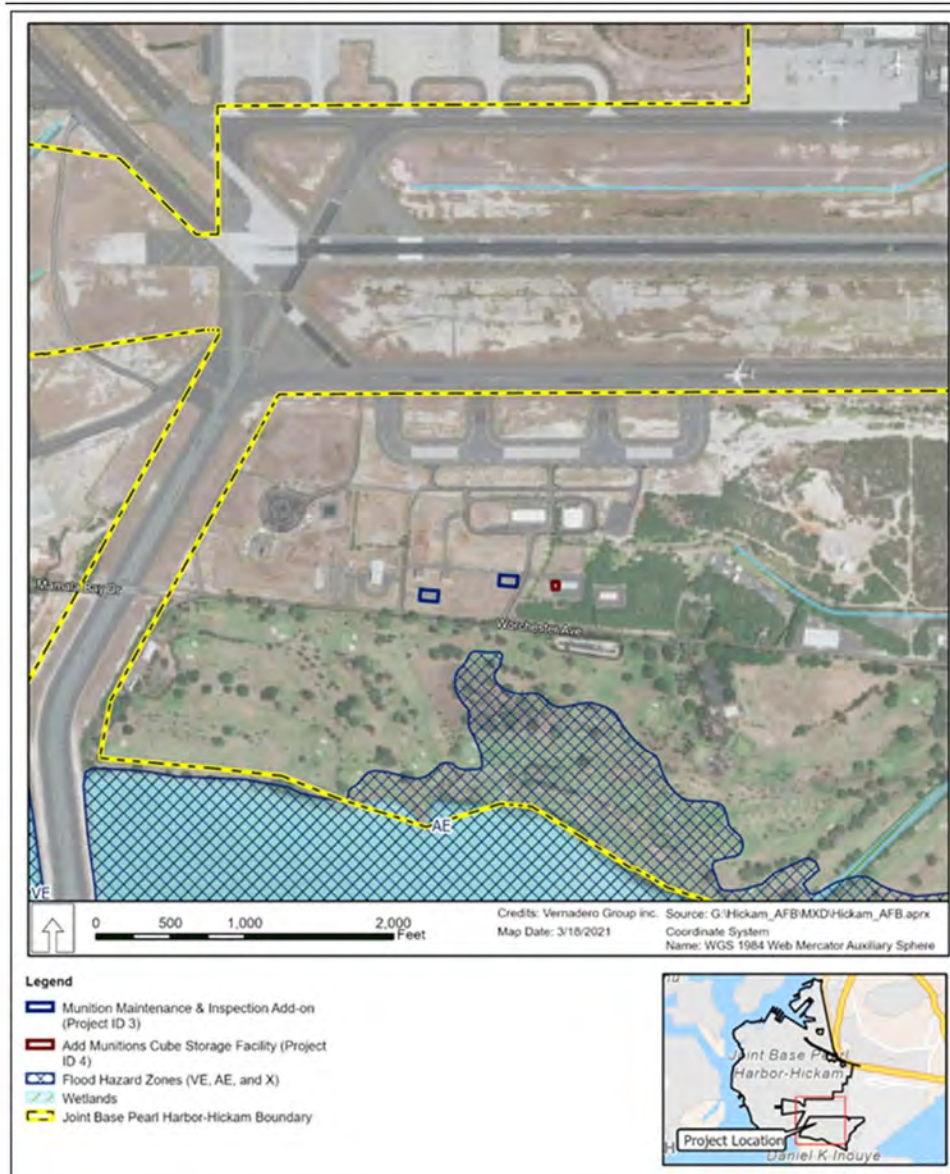 Mamala Bay Dr
Worchester Ave
AE
VE
0 500 1,000 2,000
Feet
Credits: Vernadero Group inc. Source: G:\Hickam_AFB\MXD\Hickam_AFB.aprx
Map Date: 3/18/2021 Coordinate System
Name: WGS 1984 Web Mercator Auxiliary Sphere
Legend
Munition Maintenance & Inspection Add-on
(Project ID 3)
Add Munitions Cube Storage Facility (Project
ID 4)
Flood Hazard Zones (VE, AE, and X)
Wetlands
Joint Base Pearl Harbor-Hickam Boundary
Joint Base Pearl
Harbor-Hickam
Project Location
Daniel K Inouye